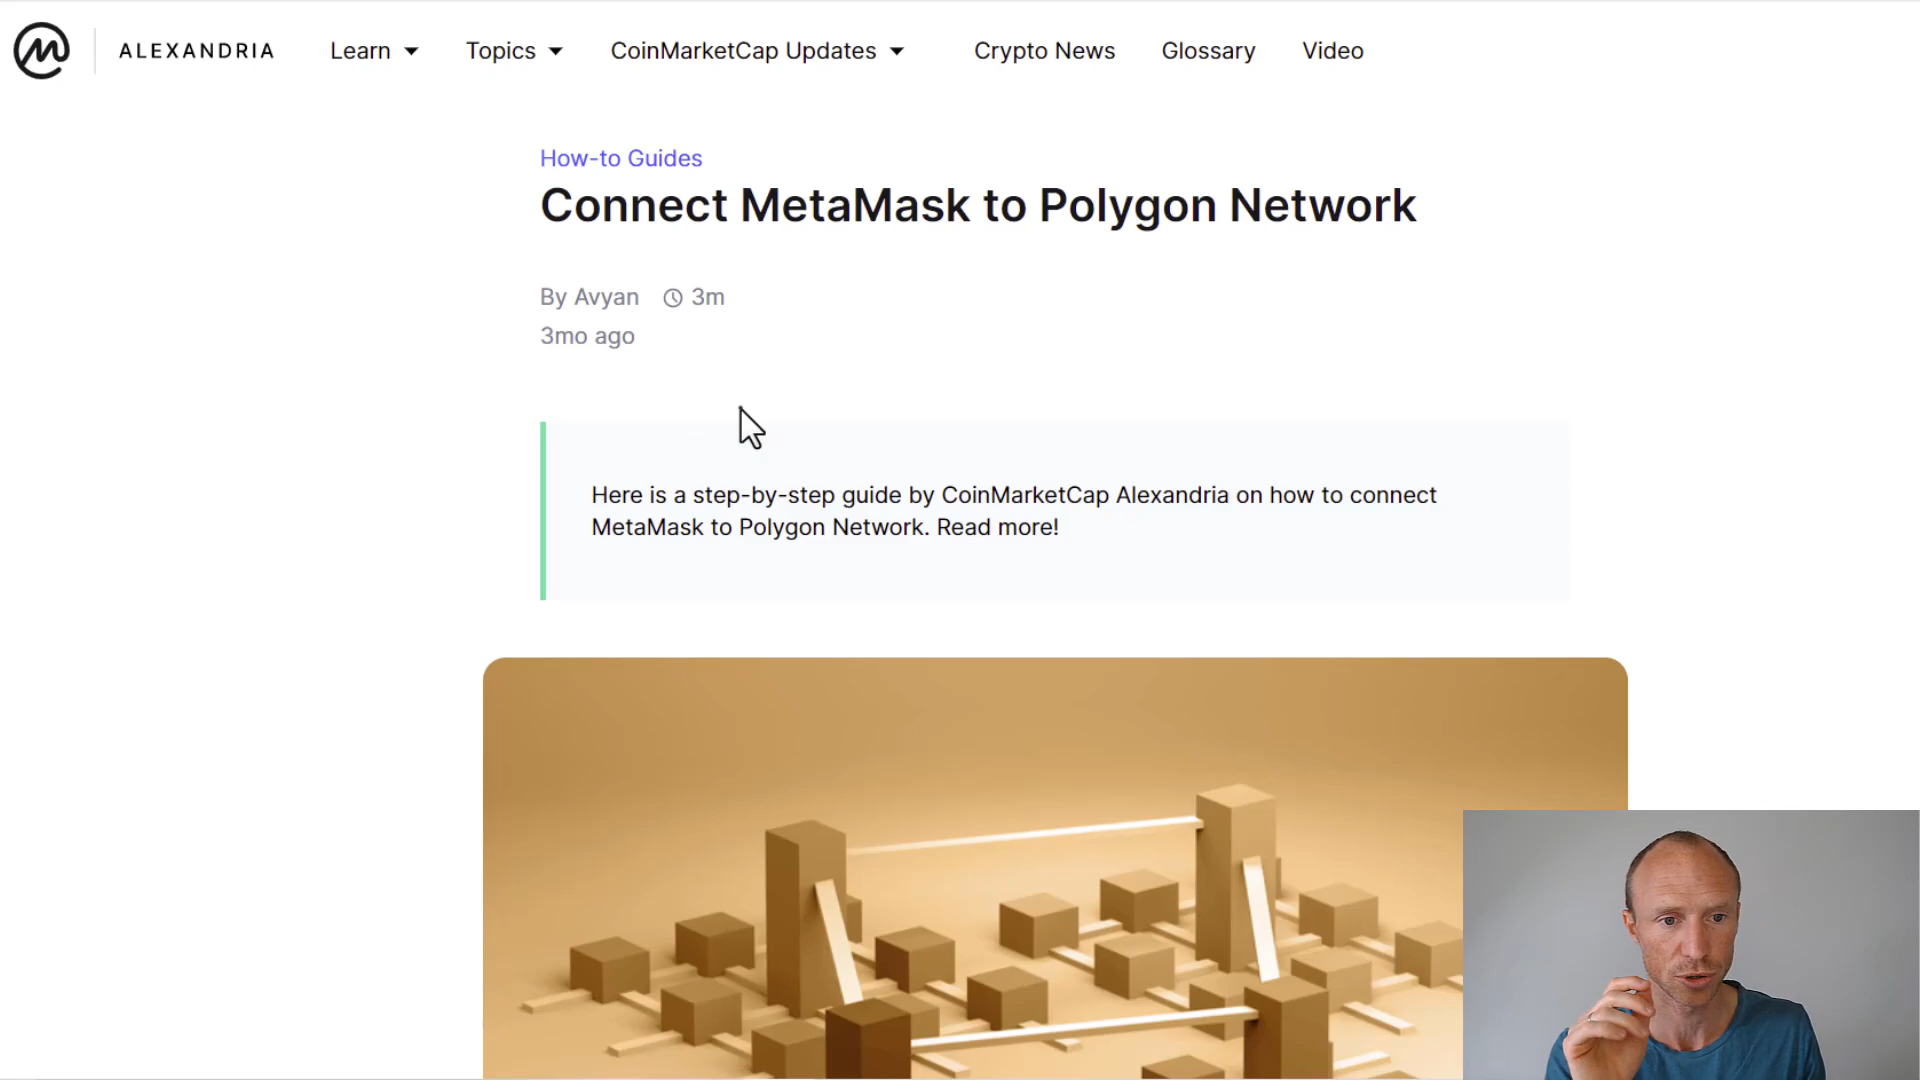 ALEXANDRIA Learn Topics CoinMarketCap Updates Crypto News Glossary Video
How-to Guides
Connect MetaMask to Polygon Network
By Avyan 3m
3mo ago
Here is a step-by-step guide by CoinMarketCap Alexandria on how to connect
MetaMask to Polygon Network. Read more!